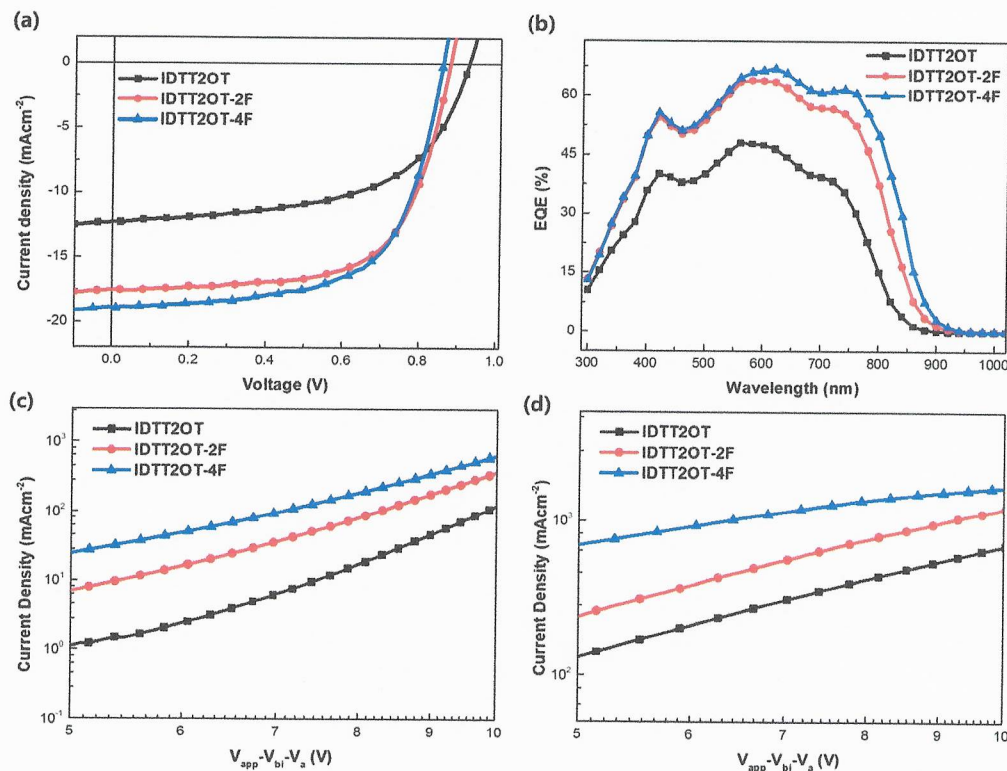 (a)
IDTT2OT
IDTT2OT-2F
IDTT2OT-4F
Current density (mAcm-2)
0
-5
-10
-15
-20
0.0 0.2 0.4 0.6 0.8 1.0
Voltage (V)
(b)
IDTT2OT
IDTT2OT-2F
IDTT2OT-4F
EQE (%)
60
45
30
15
0
300 400 500 600 700 800 900 1000
Wavelength (nm)
(c)
IDTT2OT
IDTT2OT-2F
IDTT2OT-4F
Current Density (mAcm-2)
10^3
10^2
10^1
10^0
10^-1
5 6 7 8 9 10
Vapp-Vbi-Va (V)
(d)
IDTT2OT
IDTT2OT-2F
IDTT2OT-4F
Current Density (mAcm-2)
10^3
10^2
5 6 7 8 9 10
Vapp-Vbi-Va (V)